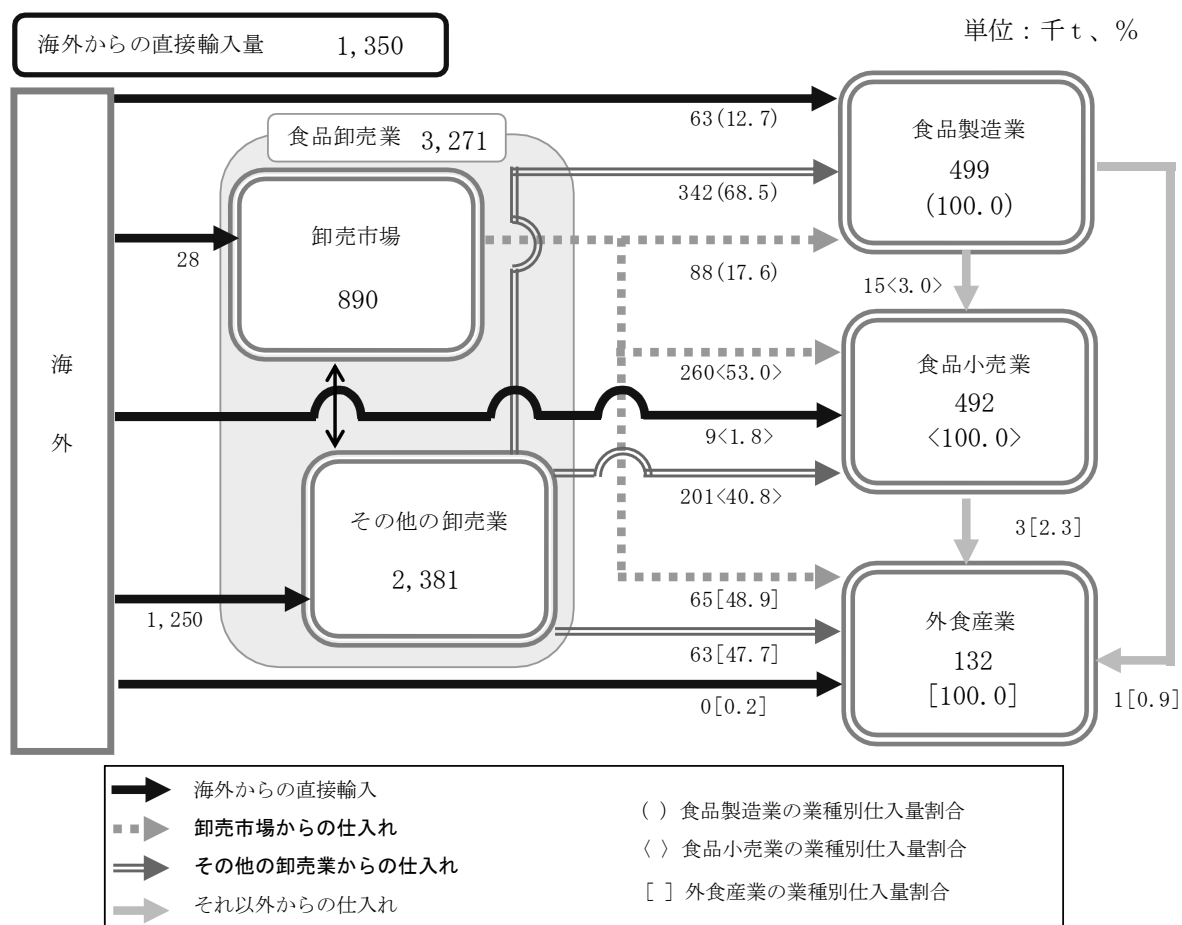 海外からの直接輸入量 1,350
単位：千ｔ、％
海
外
食品卸売業 3,271
卸売市場
890
その他の卸売業
2,381
28
1,250
63(12.7)
342(68.5)
88(17.6)
260<53.0>
9<1.8>
201<40.8>
65[48.9]
63[47.7]
0[0.2]
食品製造業
499
(100.0)
15<3.0>
食品小売業
492
<100.0>
3[2.3]
外食産業
132
[100.0]
1[0.9]
海外からの直接輸入
卸売市場からの仕入れ
その他の卸売業からの仕入れ
それ以外からの仕入れ
( ) 食品製造業の業種別仕入量割合
〈 〉食品小売業の業種別仕入量割合
[ ] 外食産業の業種別仕入量割合